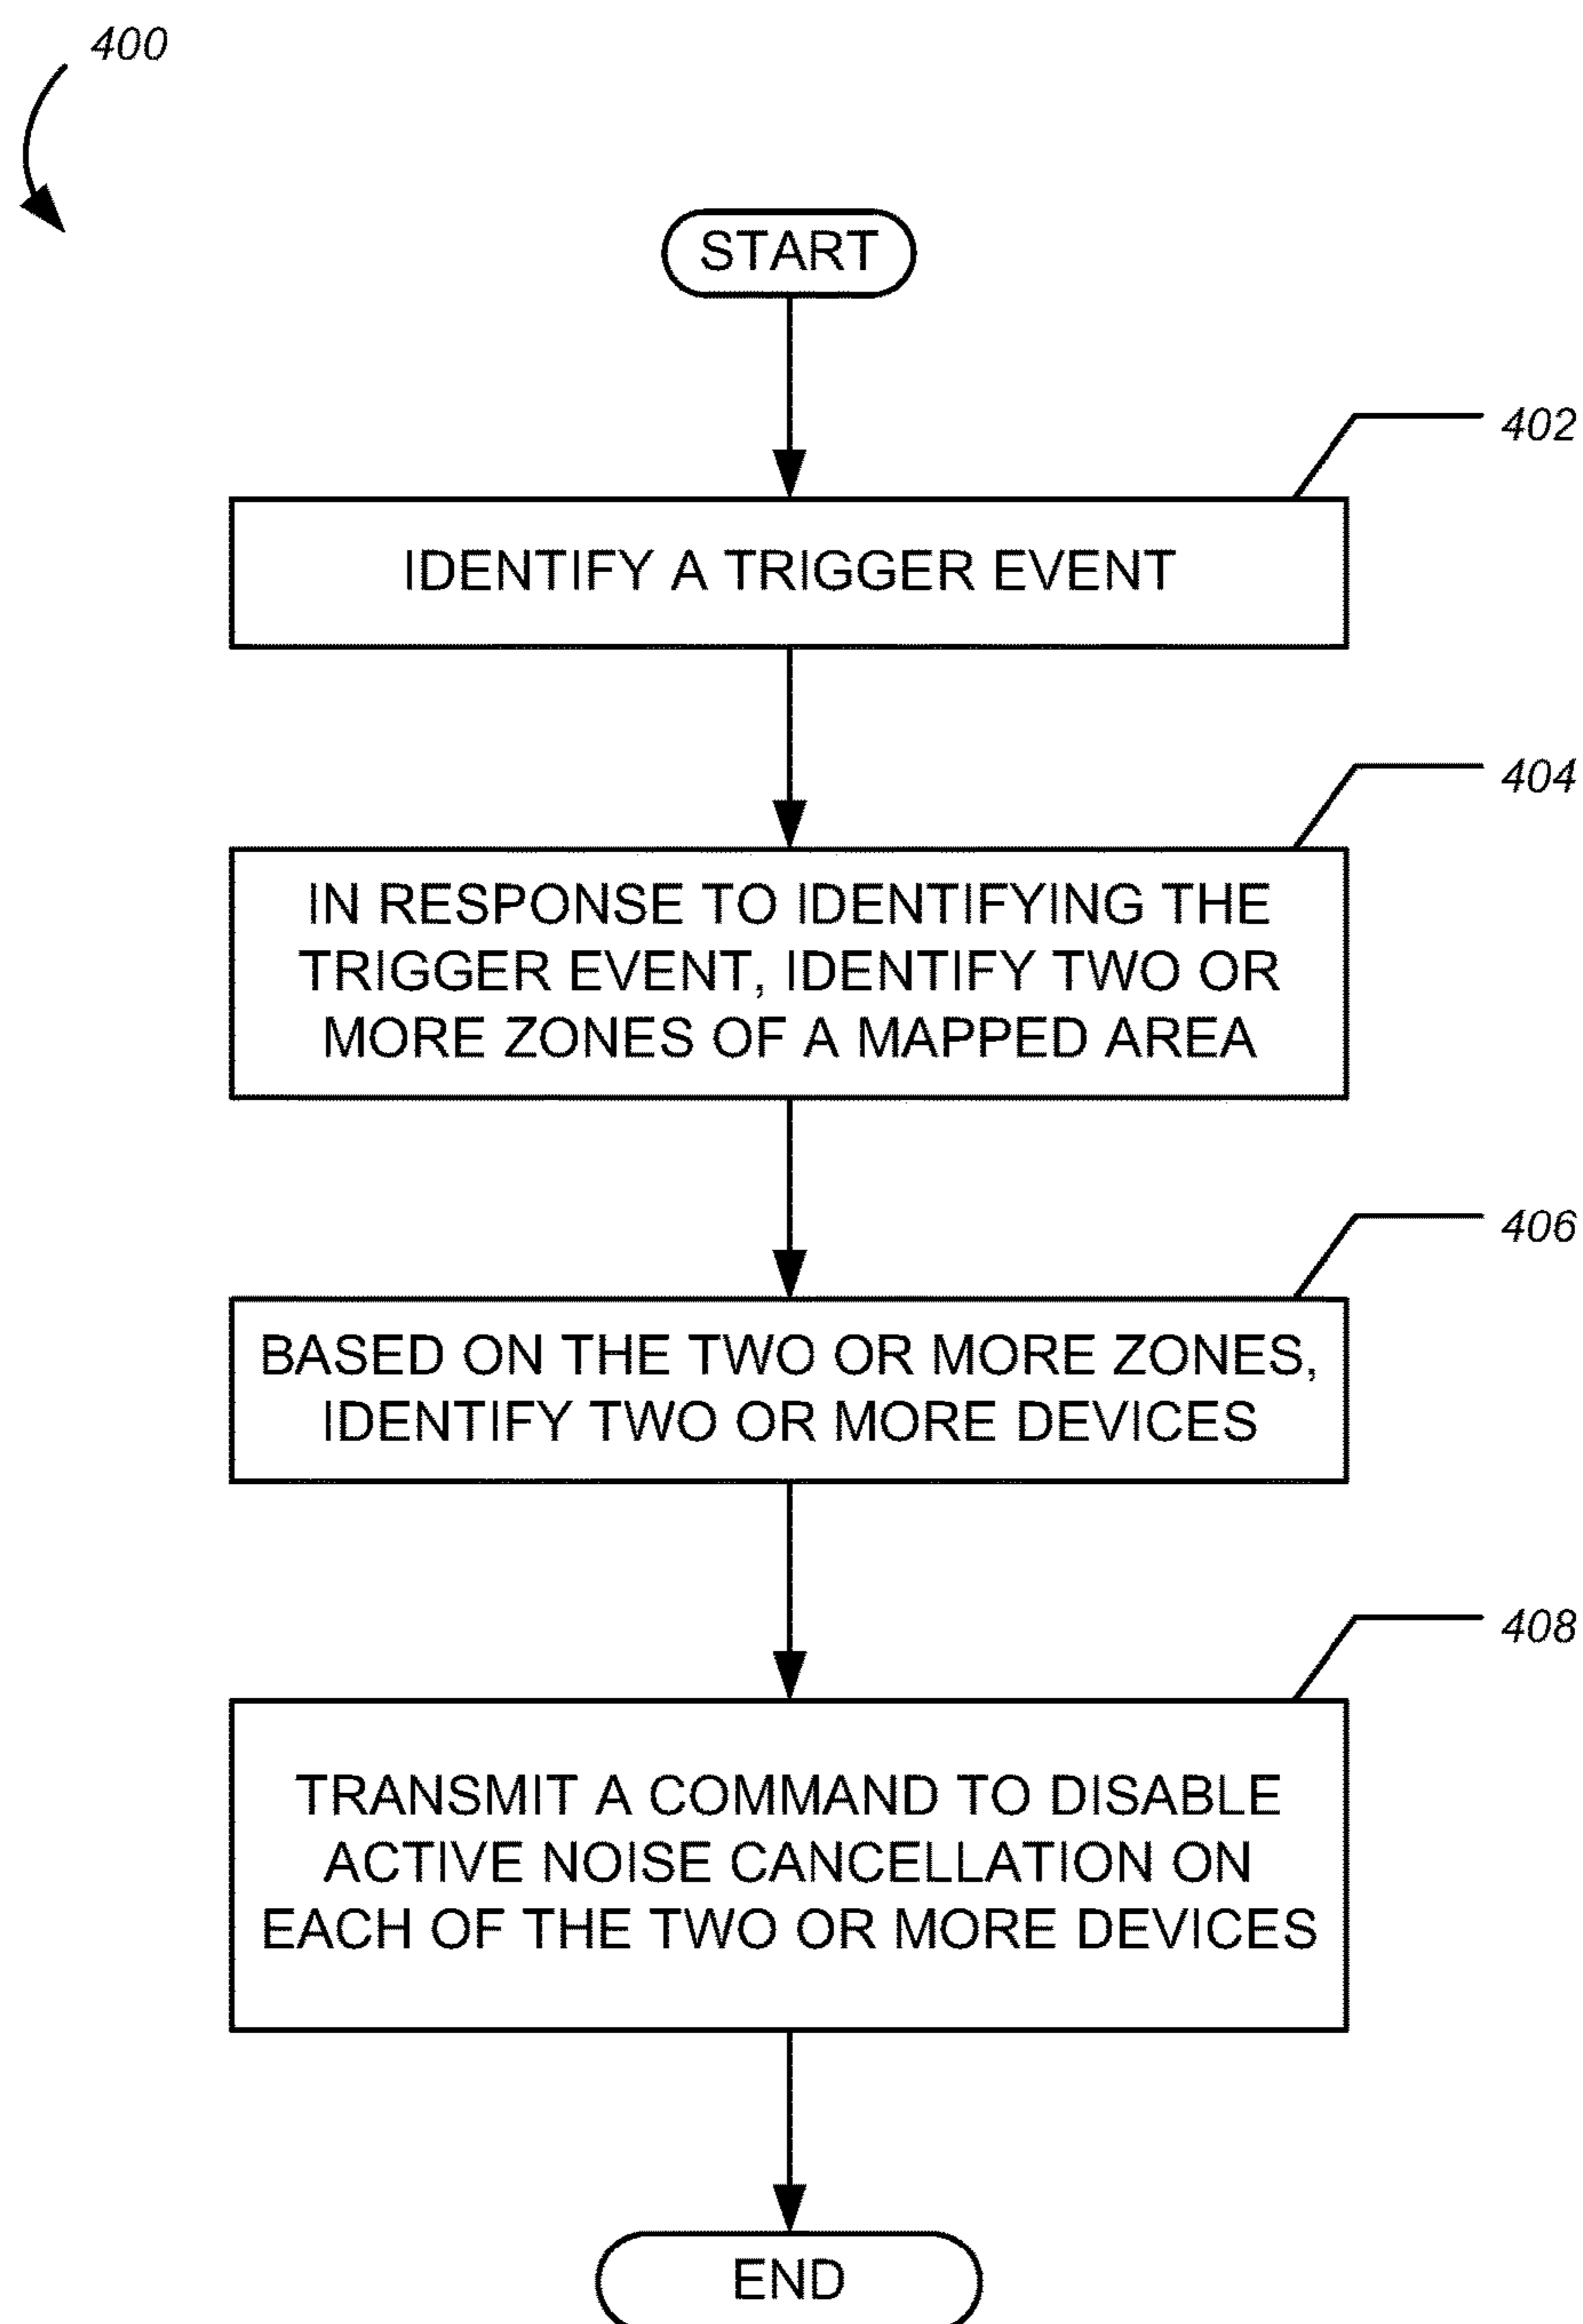 400
START
402
IDENTIFY A TRIGGER EVENT
404
IN RESPONSE TO IDENTIFYING THE
TRIGGER EVENT, IDENTIFY TWO OR
MORE ZONES OF A MAPPED AREA
406
BASED ON THE TWO OR MORE ZONES,
IDENTIFY TWO OR MORE DEVICES
408
TRANSMIT A COMMAND TO DISABLE
ACTIVE NOISE CANCELLATION ON
EACH OF THE TWO OR MORE DEVICES
END